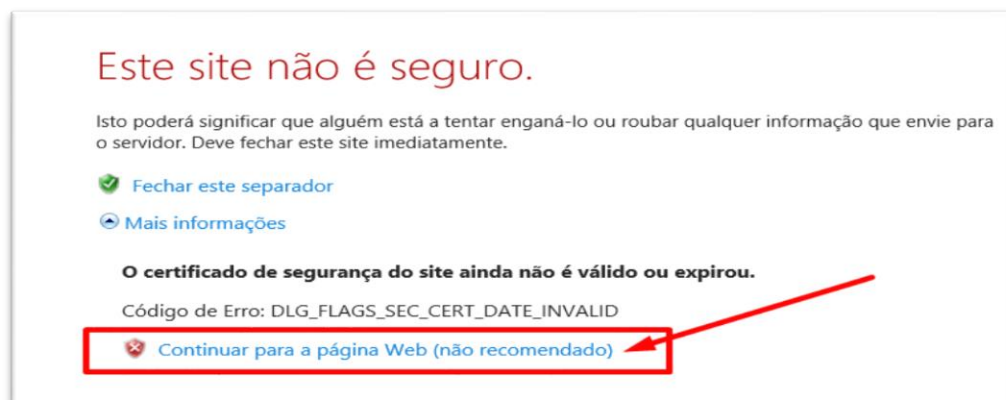 Este site não é seguro.
Isto poderá significar que alguém está a tentar enganá-lo ou roubar qualquer informação que envie para
o servidor. Deve fechar este site imediatamente.
Fechar este separador
Mais informações
O certificado de segurança do site ainda não é válido ou expirou.
Código de Erro: DLG_FLAGS_SEC_CERT_DATE_INVALID
Continuar para a página Web (não recomendado)